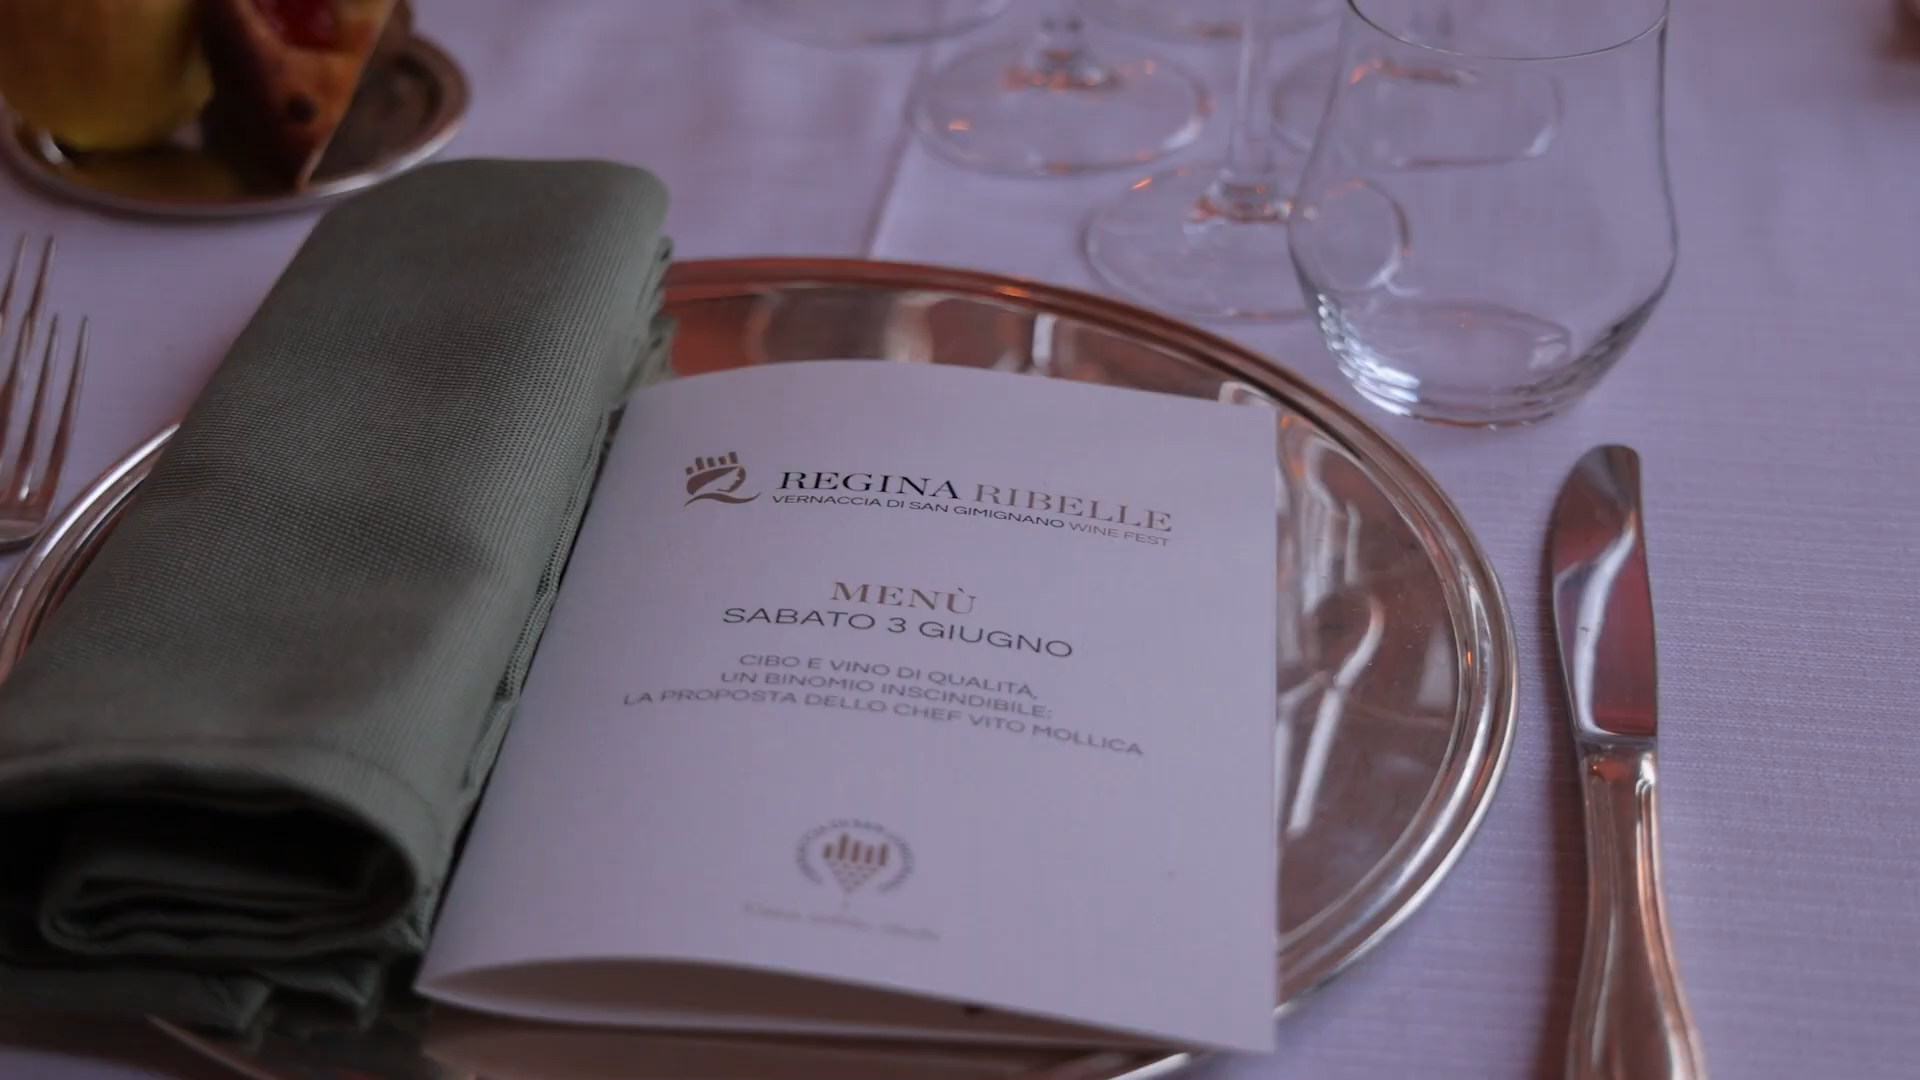 REGINA RIBELLE
VERNACCIA DI SAN GIMIGNANO WINE FEST
MENÙ
SABATO 3 GIUGNO
CIBO E VINO DI QUALITÀ,
UN BINOMIO INSCINDIBILE:
LA PROPOSTA DELLO CHEF VITO MOLLICA